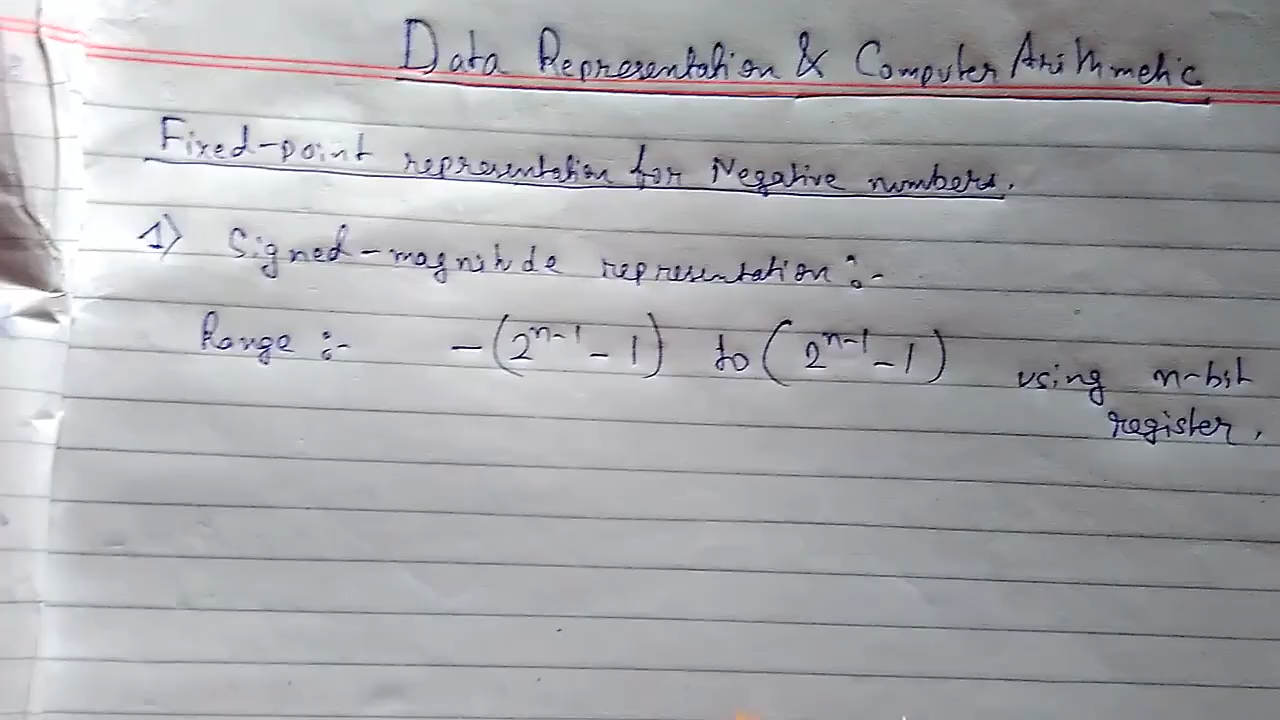 Data Representation & Computer Arithmetic
Fixed-point representation for Negative numbers.
1) Signed-magnitude representation :-
Range :- -(2^{n-1} - 1) to (2^{n-1} - 1) using n-bit
register.